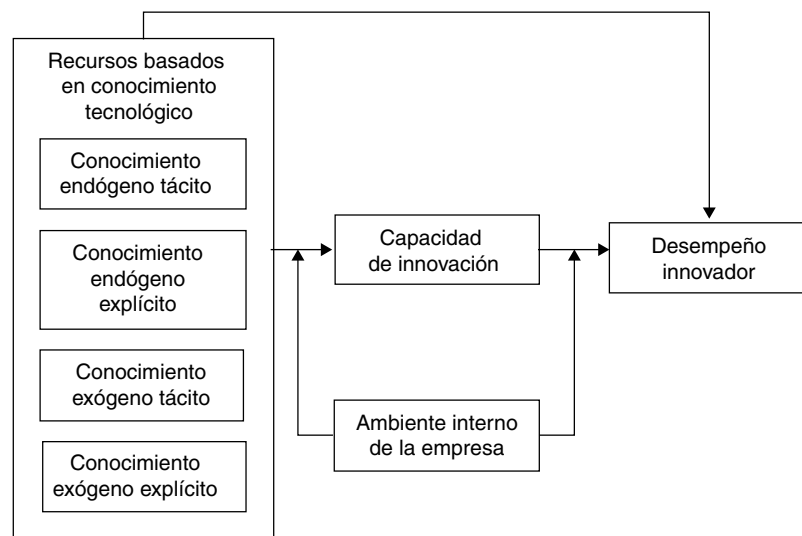 Recursos basados
en conocimiento
tecnológico
Conocimiento
endógeno tácito
Conocimiento
endógeno
explícito
Conocimiento
exógeno tácito
Conocimiento
exógeno explícito
Capacidad
de innovación
Ambiente interno
de la empresa
Desempeño
innovador